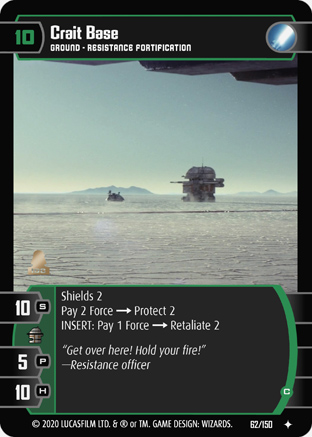 10
Crait Base
GROUND - RESISTANCE FORTIFICATION
10 S
Shields 2
Pay 2 Force → Protect 2
INSERT: Pay 1 Force → Retaliate 2
5 P
“Get over here! Hold your fire!”
—Resistance officer
10 H
C
© 2020 LUCASFILM LTD. & ® or TM. GAME DESIGN: WIZARDS. 62/150